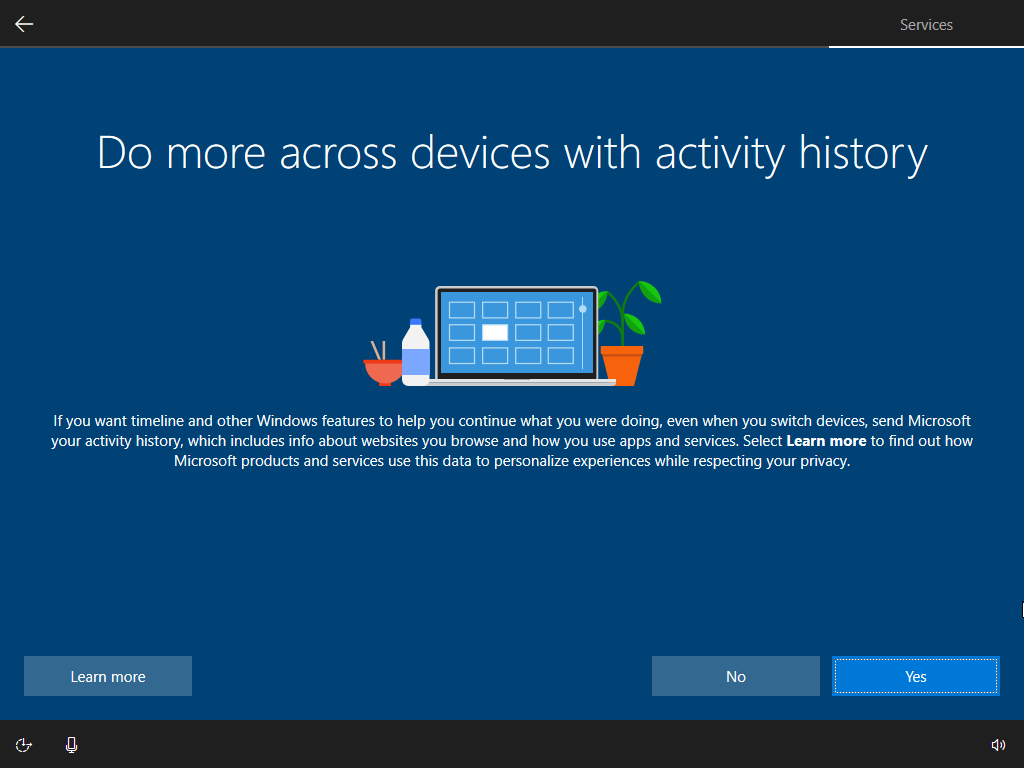 Services
Do more across devices with activity history
If you want timeline and other Windows features to help you continue what you were doing, even when you switch devices, send Microsoft
your activity history, which includes info about websites you browse and how you use apps and services. Select Learn more to find out how
Microsoft products and services use this data to personalize experiences while respecting your privacy.
Learn more
No
Yes